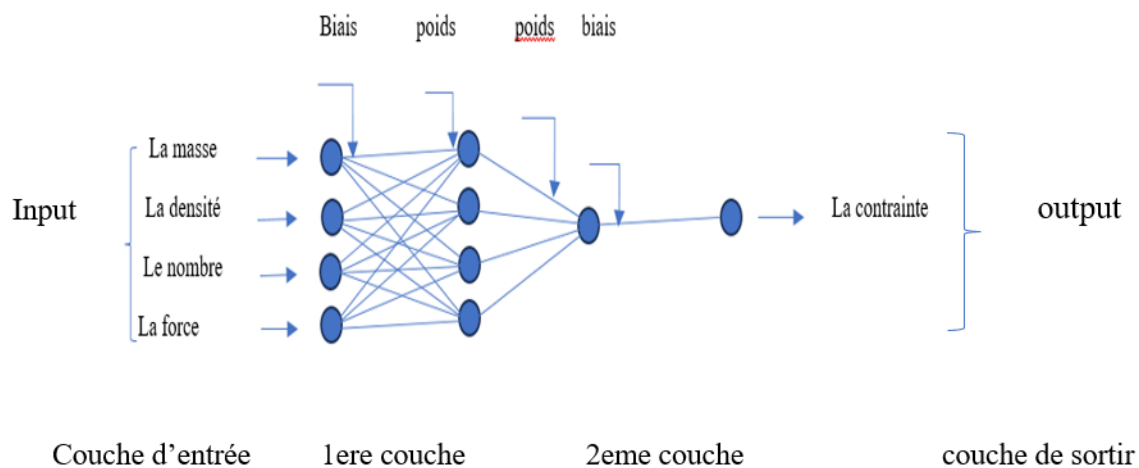 Biais poids poids biais
La masse
La densité
Input
La contrainte
output
Le nombre
La force
Couche d'entrée 1ere couche 2eme couche couche de sortir